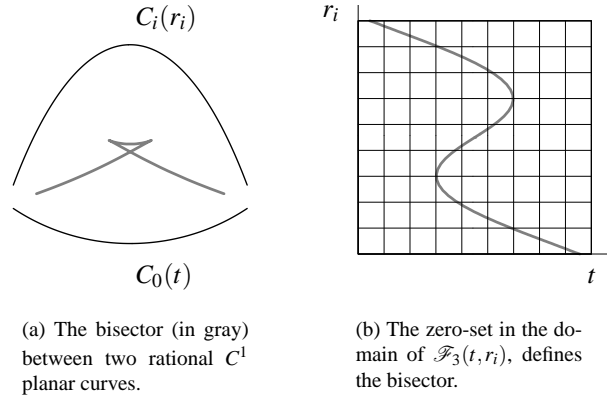 C_i(r_i)
C_0(t)
r_i
t
(a) The bisector (in gray)
between two rational C^1
planar curves.
(b) The zero-set in the do-
main of ℱ_3(t,r_i), defines
the bisector.